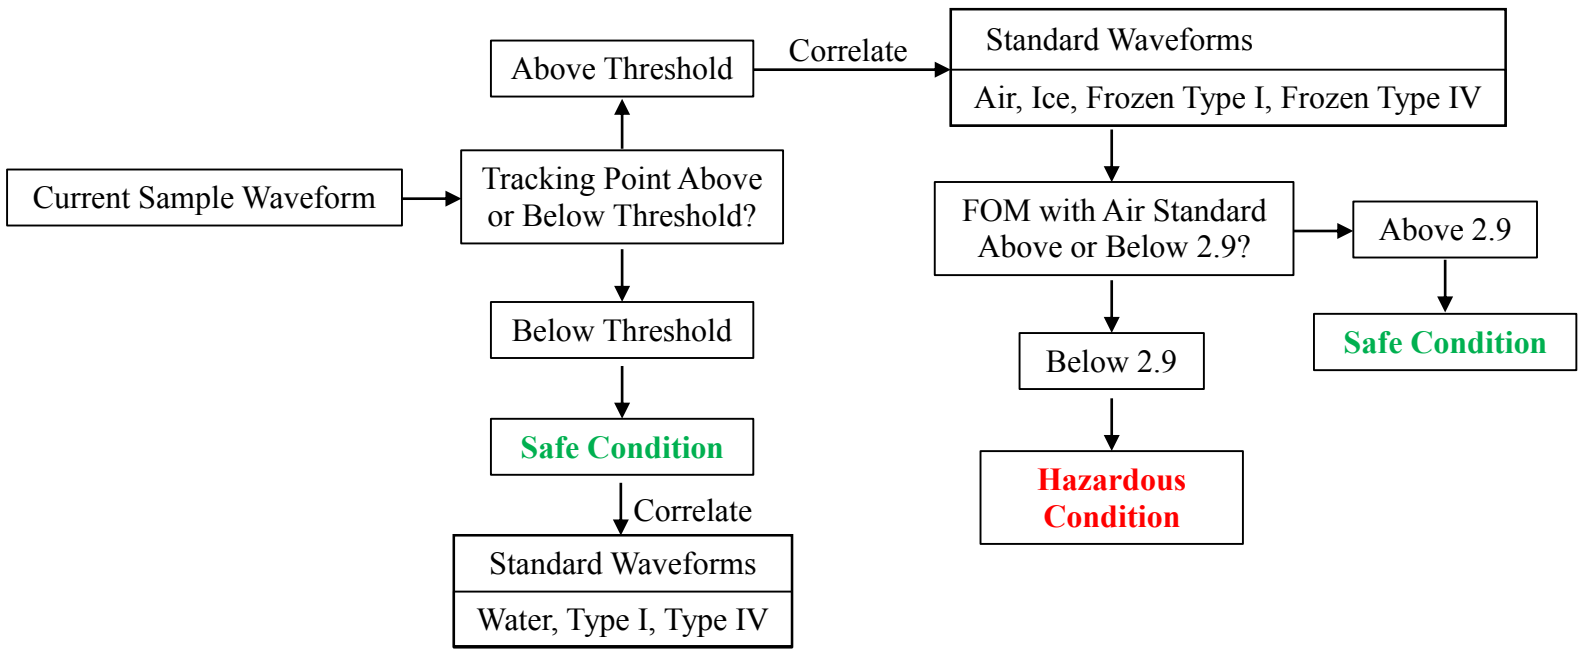 Current Sample Waveform
Tracking Point Above
or Below Threshold?
Above Threshold
Correlate
Standard Waveforms
Air, Ice, Frozen Type I, Frozen Type IV
FOM with Air Standard
Above or Below 2.9?
Above 2.9
Safe Condition
Below 2.9
Hazardous
Condition
Below Threshold
Safe Condition
Correlate
Standard Waveforms
Water, Type I, Type IV